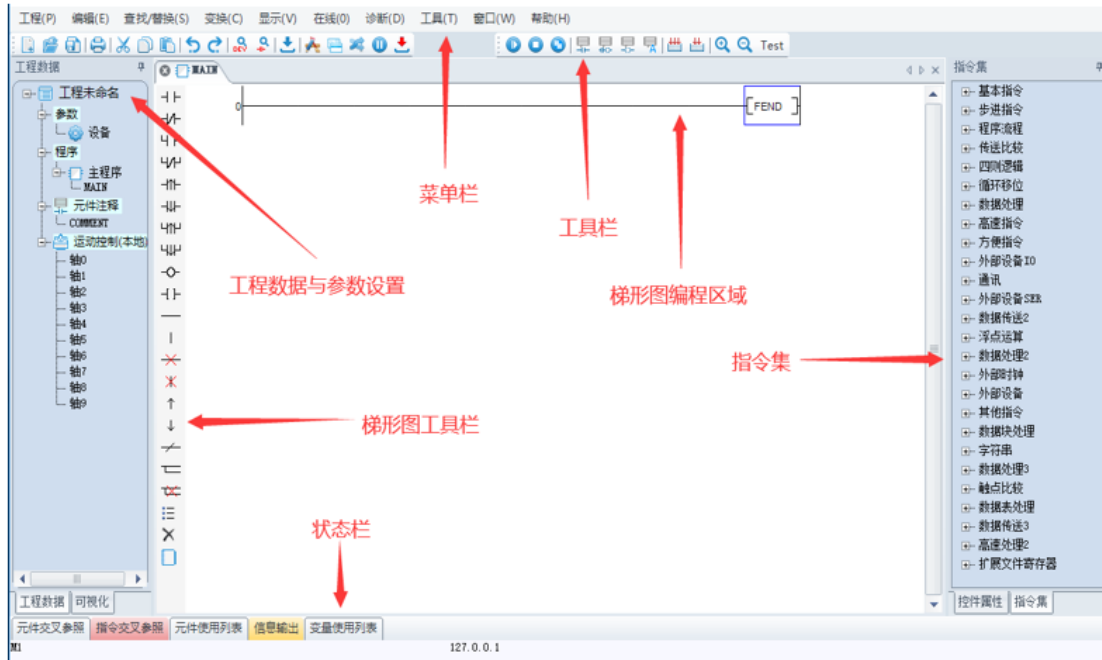 工程(P) 编辑(E) 查找/替换(S) 变换(C) 显示(V) 在线(O) 诊断(D) 工具(T) 窗口(W) 帮助(H)
DEV
Test
工程数据
MAIN
指令集
工程未命名
参数
设备
程序
主程序
MAIN
元件注释
COMMENT
运动控制(本地)
轴0
轴1
轴2
轴3
轴4
轴5
轴6
轴7
轴8
轴9
0
FEND
菜单栏
工具栏
工程数据与参数设置
梯形图编程区域
指令集
梯形图工具栏
状态栏
基本指令
步进指令
程序流程
传送比较
四则逻辑
循环移位
数据处理
高速指令
方便指令
外部设备IO
通讯
外部设备SER
数据传送2
浮点运算
数据处理2
外部时钟
外部设备
其他指令
数据块处理
字符串
数据处理3
触点比较
数据表处理
数据传送3
高速处理2
扩展文件寄存器
工程数据 可视化
控件属性 指令集
元件交叉参照 指令交叉参照 元件使用列表 信息输出 变量使用列表
M1
127.0.0.1